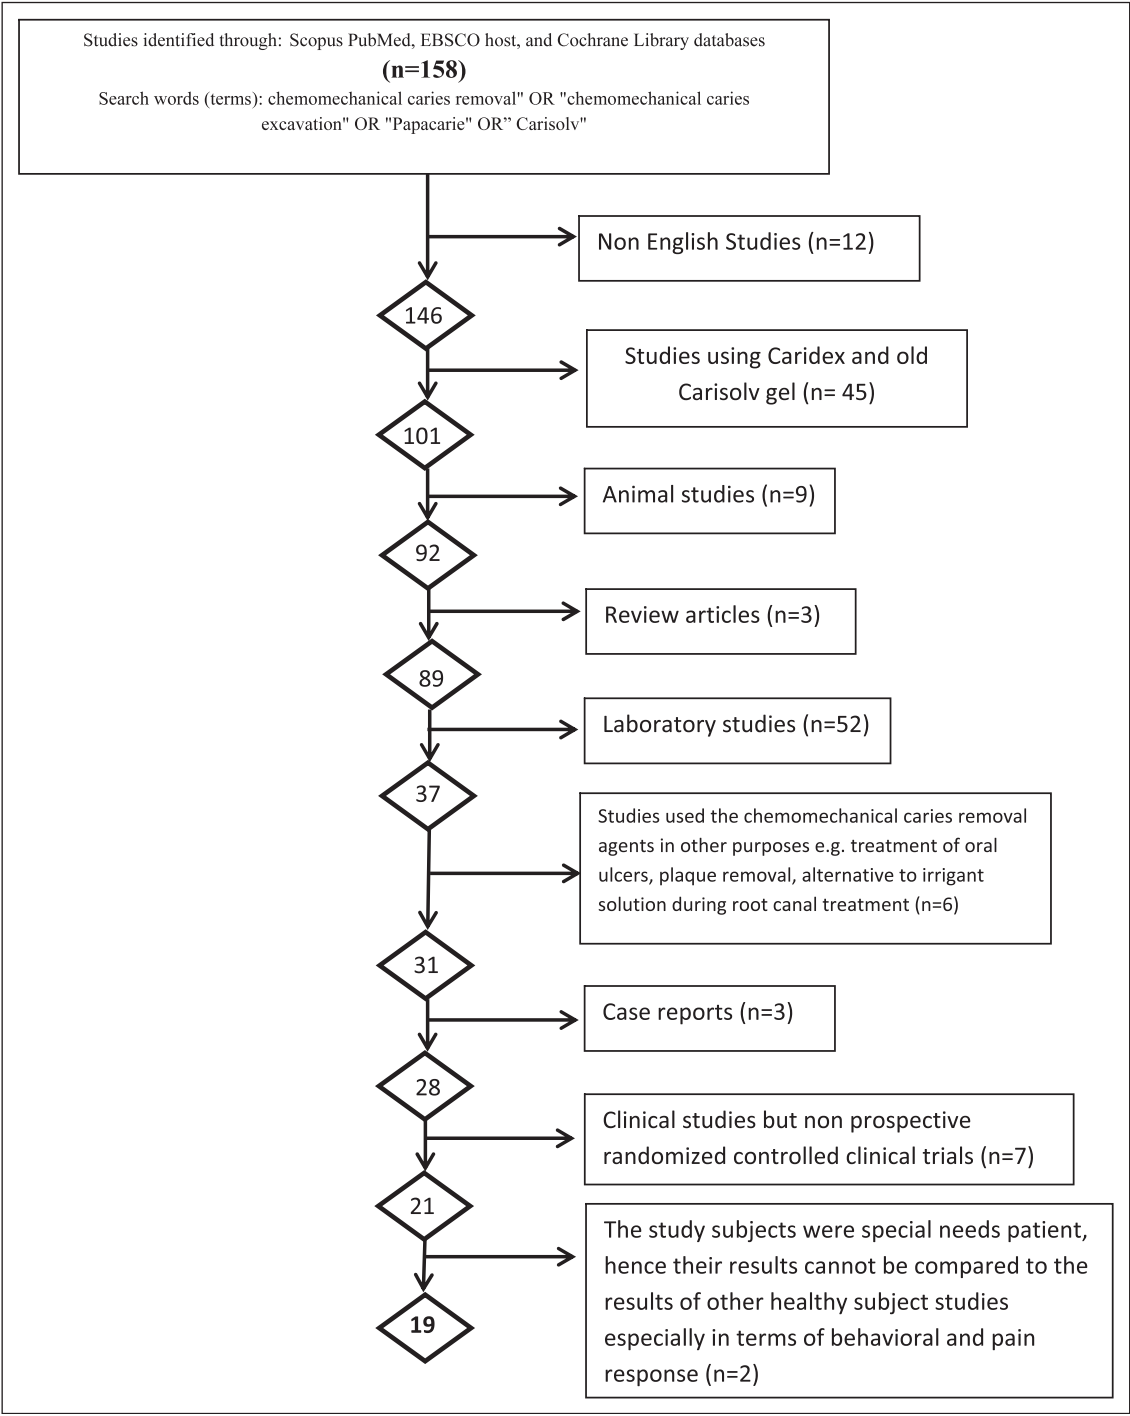 Studies identified through: Scopus PubMed, EBSCO host, and Cochrane Library databases
(n=158)
Search words (terms): chemomechanical caries removal" OR "chemomechanical caries
excavation" OR "Papacarie" OR” Carisolv"
Non English Studies (n=12)
146
Studies using Caridex and old
Carisolv gel (n= 45)
101
Animal studies (n=9)
92
Review articles (n=3)
89
Laboratory studies (n=52)
37
Studies used the chemomechanical caries removal
agents in other purposes e.g. treatment of oral
ulcers, plaque removal, alternative to irrigant
solution during root canal treatment (n=6)
31
Case reports (n=3)
28
Clinical studies but non prospective
randomized controlled clinical trials (n=7)
21
The study subjects were special needs patient,
hence their results cannot be compared to the
results of other healthy subject studies
especially in terms of behavioral and pain
response (n=2)
19